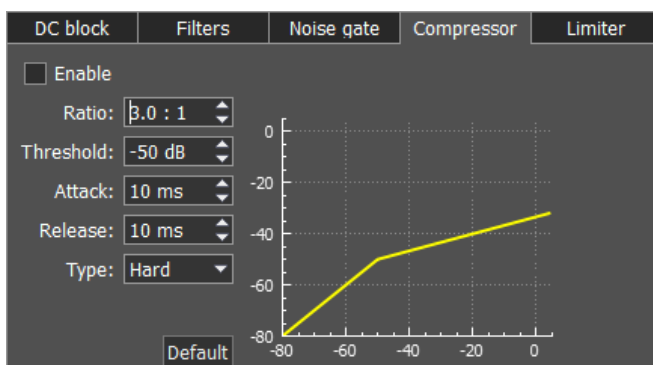 DC block Filters Noise gate Compressor Limiter
Enable
Ratio: 3.0 : 1
Threshold: -50 dB
Attack: 10 ms
Release: 10 ms
Type: Hard
Default
0
-20
-40
-60
-80
-80 -60 -40 -20 0